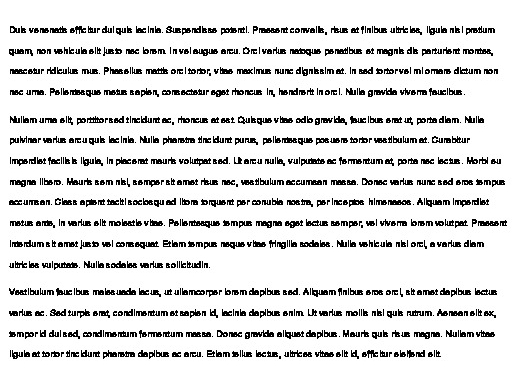 Duis venenatis efficitur dui quis lacinia. Suspendisse potenti. Praesent convallis, risus at finibus ultricies, ligula nisl pretium
quam, non vehicula elit justo nec lorem. In vel augue arcu. Orci varius natoque penatibus et magnis dis parturient montes,
nascetur ridiculus mus. Phasellus mattis orci tortor, vitae maximus nunc dignissim at. In sed tortor vel mi ornare dictum non
nec urna. Pellentesque metus sapien, consectetur eget rhoncus in, hendrerit in orci. Nulla gravida viverra faucibus.
Nullam urna elit, porttitor sed tincidunt ac, rhoncus at est. Quisque vitae odio gravida, faucibus erat ut, porta diam. Nulla
pulvinar varius arcu quis lacinia. Nulla pharetra tincidunt purus, pellentesque posuere tortor vestibulum at. Curabitur
imperdiet facilisis ligula, in placerat mauris volutpat sed. Ut arcu nulla, vulputate ac fermentum at, porta nec lectus. Morbi eu
magna libero. Mauris sem nisl, semper sit amet risus nec, vestibulum accumsan massa. Donec varius nunc sed eros tempus
accumsan. Class aptent taciti sociosqu ad litora torquent per conubia nostra, per inceptos himenaeos. Aliquam imperdiet
metus ante, in varius elit molestie vitae. Pellentesque tempus magna eget lectus semper, vel viverra lorem volutpat. Praesent
interdum sit amet justo vel consequat. Etiam tempus neque vitae fringilla sodales. Nulla vehicula nisl orci, a varius diam
ultricies vulputate. Nulla sodales varius sollicitudin.
Vestibulum faucibus malesuada lacus, ut ullamcorper lorem dapibus sed. Aliquam finibus eros orci, sit amet dapibus lectus
varius ac. Sed turpis erat, condimentum et sapien id, lacinia dapibus enim. Ut varius mollis nisl quis rutrum. Aenean elit ex,
tempor id dui sed, condimentum fermentum massa. Donec gravida aliquet dapibus. Mauris quis risus magna. Nullam vitae
ligula at tortor tincidunt pharetra dapibus ac arcu. Etiam tellus lectus, ultrices vitae elit id, efficitur eleifend elit.